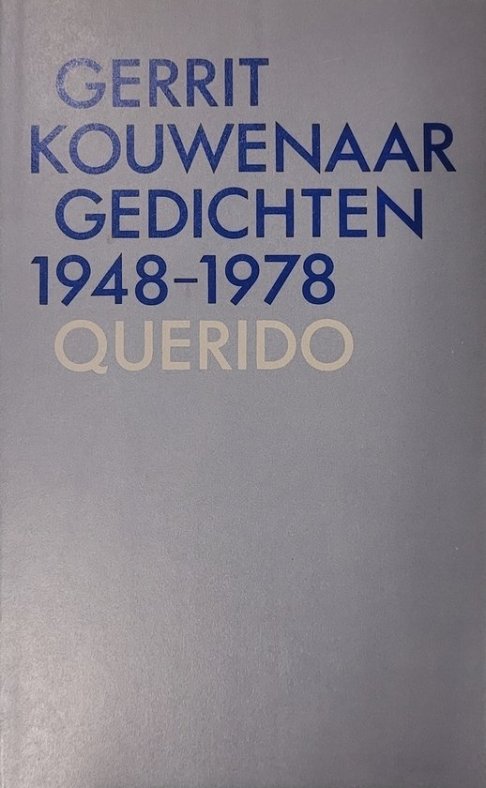 GERRIT
KOUWENAAR
GEDICHTEN
1948–1978
QUERIDO